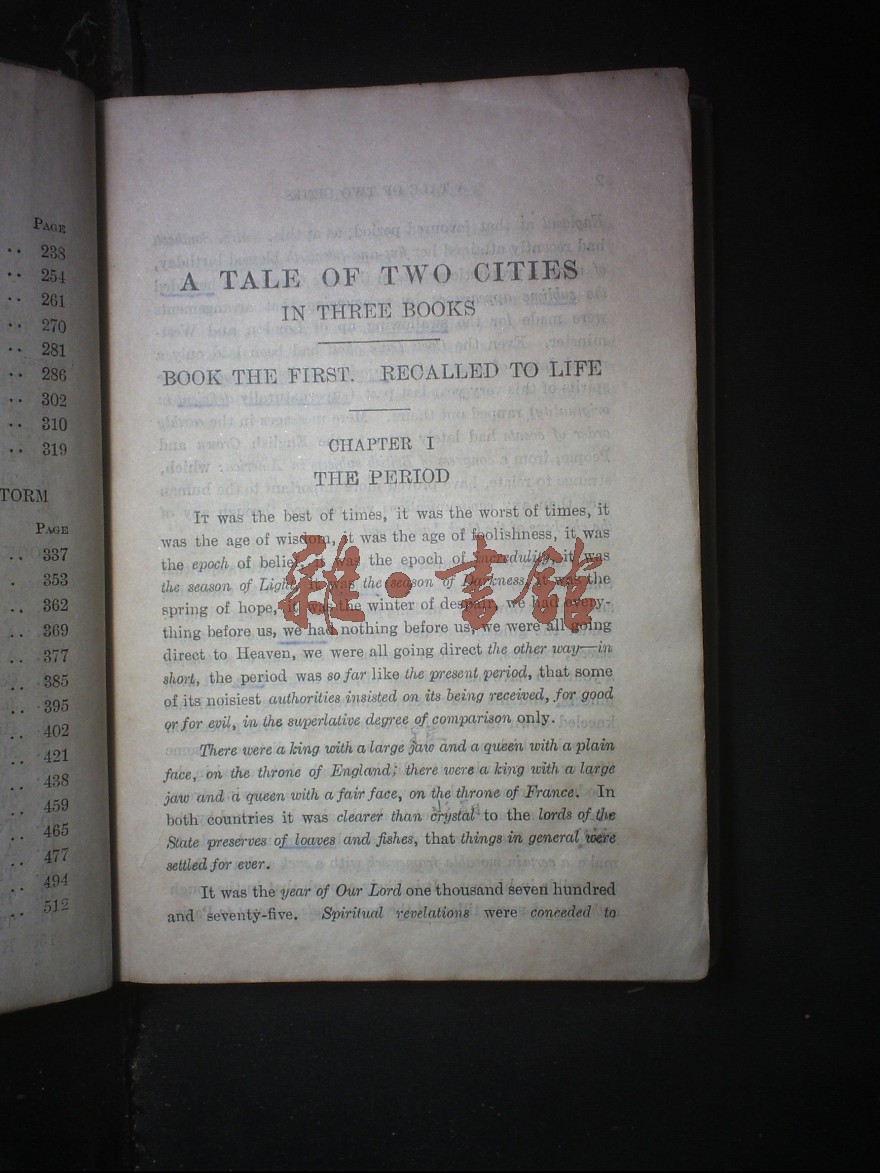 PAGE
.. 238
.. 254
.. 261
.. 270
.. 281
.. 286
.. 302
.. 310
.. 319
TORM
PAGE
.. 337
. 353
.. 362
.. 369
.. 377
.. 385
.. 395
.. 402
.. 421
.. 438
.. 459
.. 465
.. 477
.. 494
.. 512
A TALE OF TWO CITIES
IN THREE BOOKS
BOOK THE FIRST. RECALLED TO LIFE
CHAPTER I
THE PERIOD
IT was the best of times, it was the worst of times, it
was the age of wisdom, it was the age of foolishness, it was
the epoch of belief, it was the epoch of incredulity, it was
the season of Light, it was the season of Darkness, it was the
spring of hope, it was the winter of despair, we had every-
thing before us, we had nothing before us, we were all going
direct to Heaven, we were all going direct the other way—in
short, the period was so far like the present period, that some
of its noisiest authorities insisted on its being received, for good
or for evil, in the superlative degree of comparison only.
There were a king with a large jaw and a queen with a plain
face, on the throne of England; there were a king with a large
jaw and a queen with a fair face, on the throne of France. In
both countries it was clearer than crystal to the lords of the
State preserves of loaves and fishes, that things in general were
settled for ever.
It was the year of Our Lord one thousand seven hundred
and seventy-five. Spiritual revelations were conceded to
雜·書館